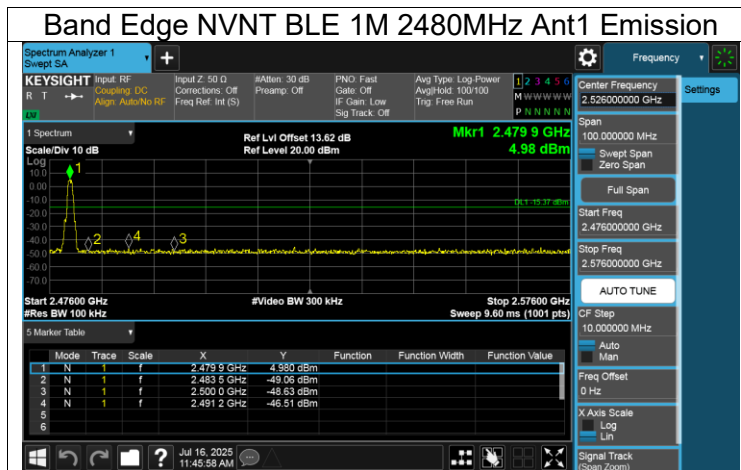 Band Edge NVNT BLE 1M 2480MHz Ant1 Emission
Spectrum Analyzer 1
Swept SA
Frequency
KEYSIGHT Input: RF Input Z: 50 Ω #Atten: 30 dB PNO: Fast Avg Type: Log-Power 1 2 3 4 5 6
R T Coupling: DC Corrections: Off Preamp: Off Gate: Off Avg|Hold: 100/100 M W W W W W
Align: Auto/No RF Freq Ref: Int (S) IF Gain: Low Trig: Free Run P N N N N N
LXI Sig Track: Off
1 Spectrum
Ref Lvl Offset 13.62 dB
Mkr1 2.479 9 GHz
Scale/Div 10 dB
Ref Level 20.00 dBm
4.98 dBm
Log
10.0
0.00
-10.0
-20.0
-30.0
-40.0
-50.0
-60.0
-70.0
1
2
4
3
DL1 -15.37 dBm
Start 2.47600 GHz #Video BW 300 kHz Stop 2.57600 GHz
#Res BW 100 kHz Sweep 9.60 ms (1001 pts)
5 Marker Table
Mode Trace Scale X Y Function Function Width Function Value
1 N 1 f 2.479 9 GHz 4.980 dBm
2 N 1 f 2.483 5 GHz -49.06 dBm
3 N 1 f 2.500 0 GHz -48.63 dBm
4 N 1 f 2.491 2 GHz -46.51 dBm
5
6
Jul 16, 2025
11:45:58 AM
Center Frequency
2.526000000 GHz
Settings
Span
100.000000 MHz
Swept Span
Zero Span
Full Span
Start Freq
2.476000000 GHz
Stop Freq
2.576000000 GHz
AUTO TUNE
CF Step
10.000000 MHz
Auto
Man
Freq Offset
0 Hz
X Axis Scale
Log
Lin
Signal Track
(Span Zoom)